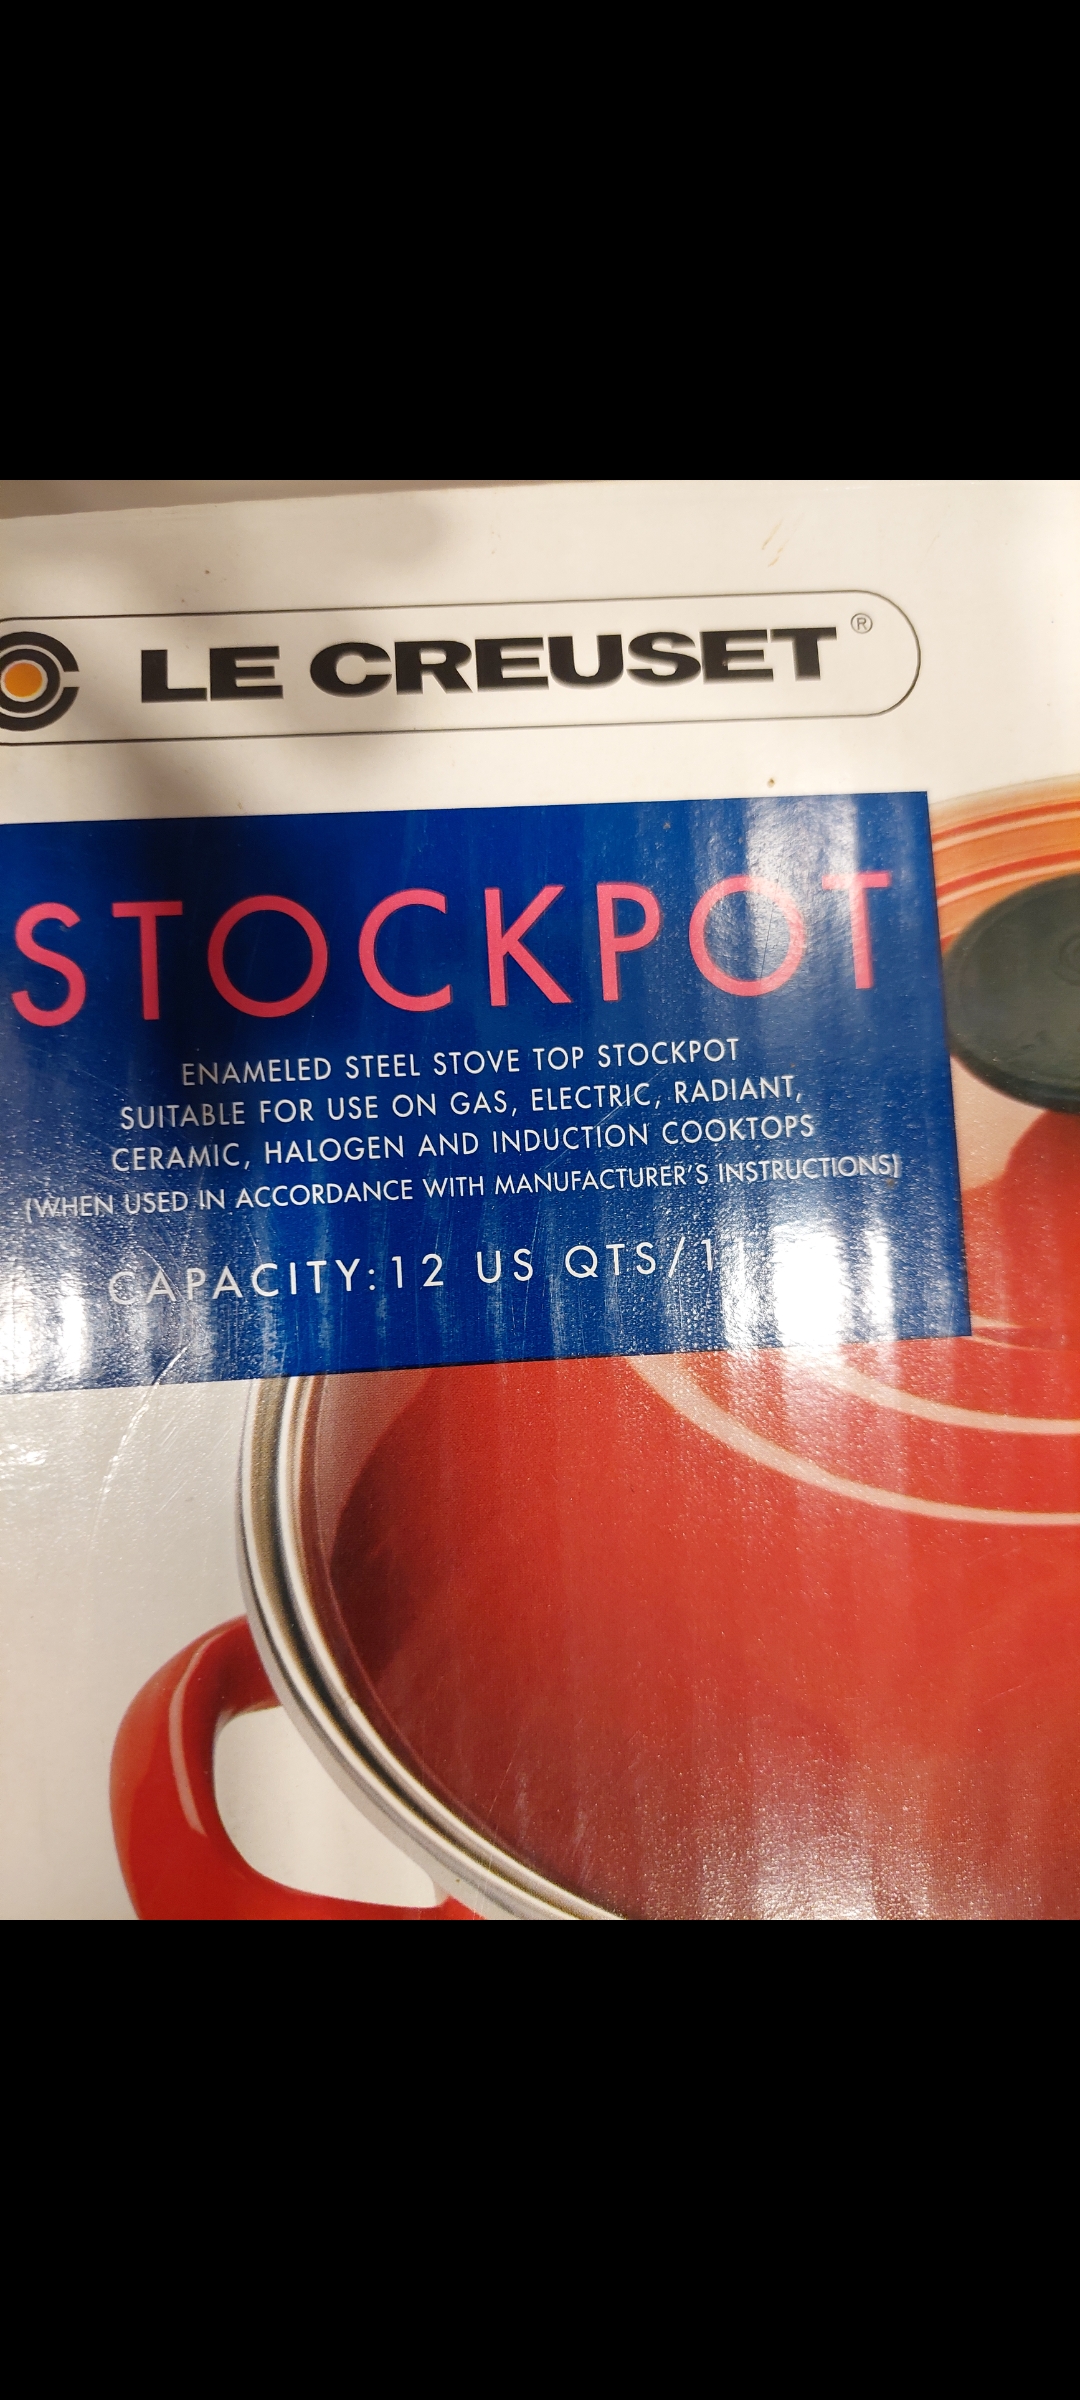 LE CREUSET®
STOCKPOT
ENAMELED STEEL STOVE TOP STOCKPOT
SUITABLE FOR USE ON GAS, ELECTRIC, RADIANT,
CERAMIC, HALOGEN AND INDUCTION COOKTOPS
(WHEN USED IN ACCORDANCE WITH MANUFACTURER'S INSTRUCTIONS)
CAPACITY: 12 US QTS/